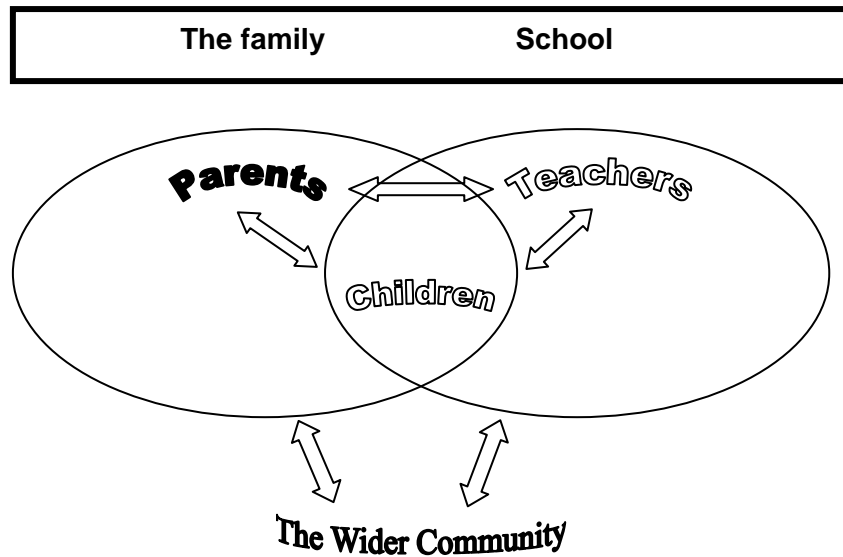 The family School
Parents Teachers
Children
The Wider Community